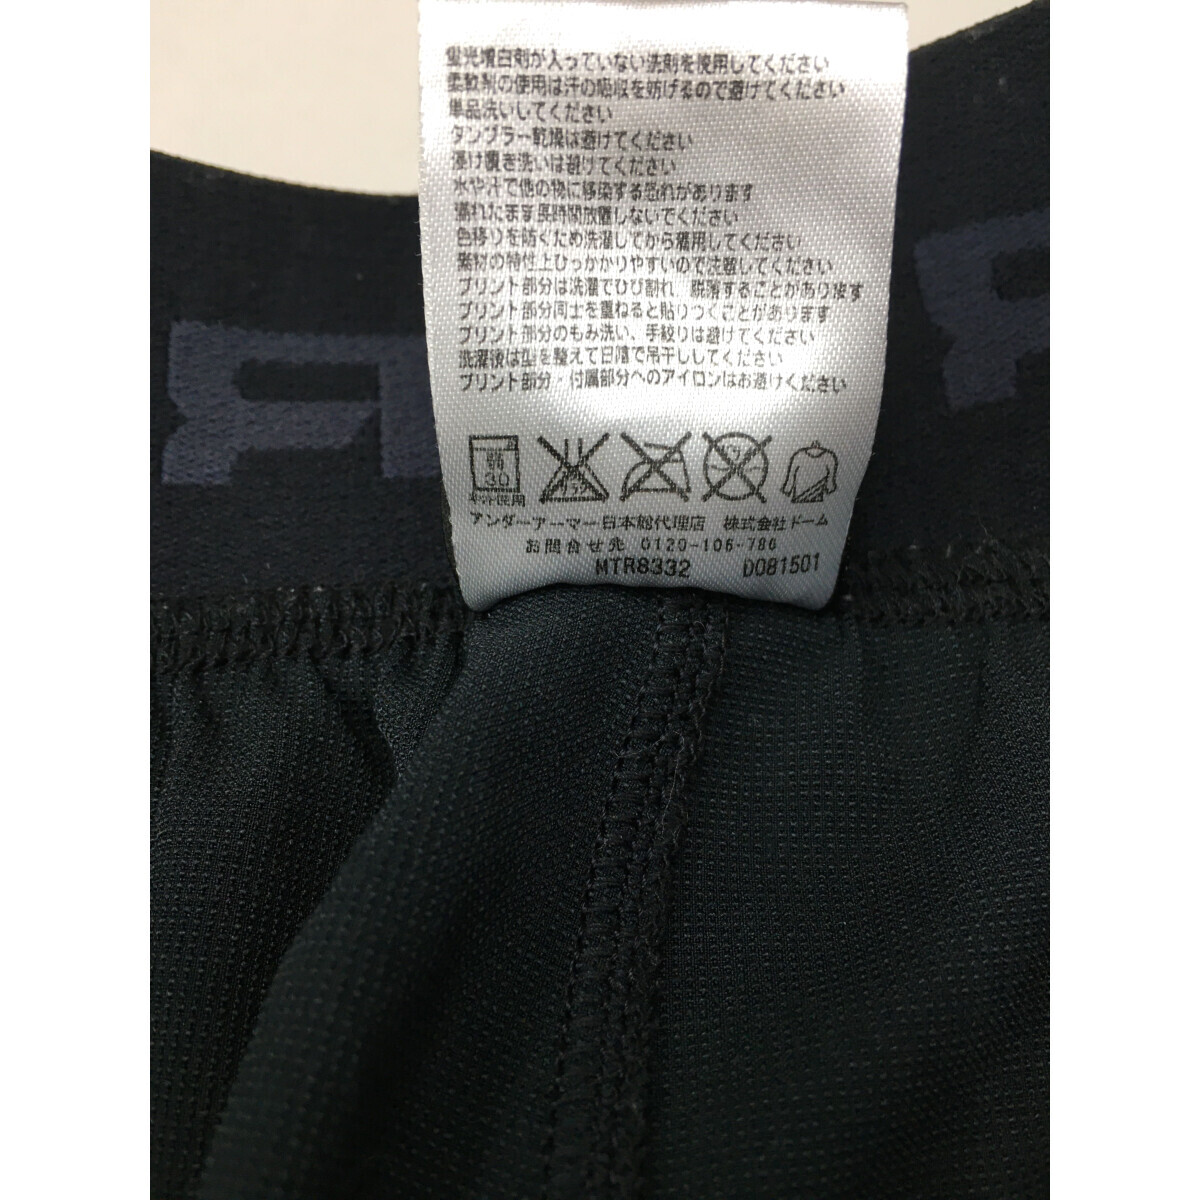 蛍光増白剤が入っていない洗剤を使用してください
柔軟剤の使用は汗の吸収を妨げるので避けてください
単品洗いしてください
タンブラー乾燥は避けてください
浸け置き洗いは避けてください
水や汗で他の物に移染する恐れがあります
濡れたまま長時間放置しないでください
色移りを防ぐため洗濯してから着用してください
素材の特性上ひっかかりやすいので注意してください
プリント部分は洗濯でひび割れ、脱落することがあります
プリント部分同士を重ねると貼りつくことがあります
プリント部分のもみ洗い、手絞りは避けてください
洗濯後は型を整えて日陰で吊干ししてください
プリント部分・付属部分へのアイロンはお避けください
弱
30
ネット使用
アンダーアーマー日本総代理店 株式会社ドーム
お問合せ先 0120-106-786
MTR8332 D081501